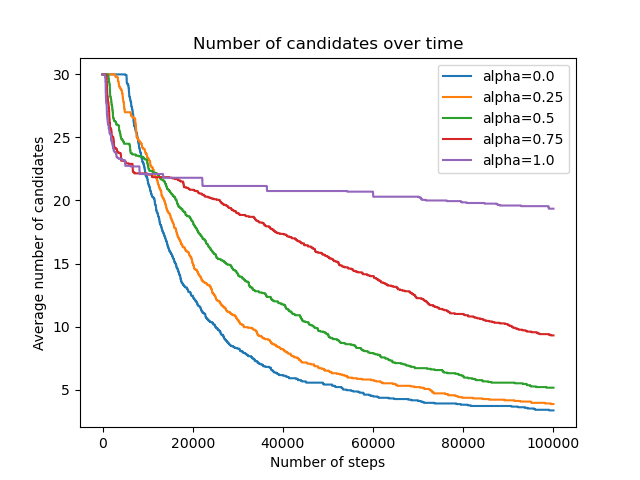 Number of candidates over time
Average number of candidates
30
25
20
15
10
5
alpha=0.0
alpha=0.25
alpha=0.5
alpha=0.75
alpha=1.0
0 20000 40000 60000 80000 100000
Number of steps